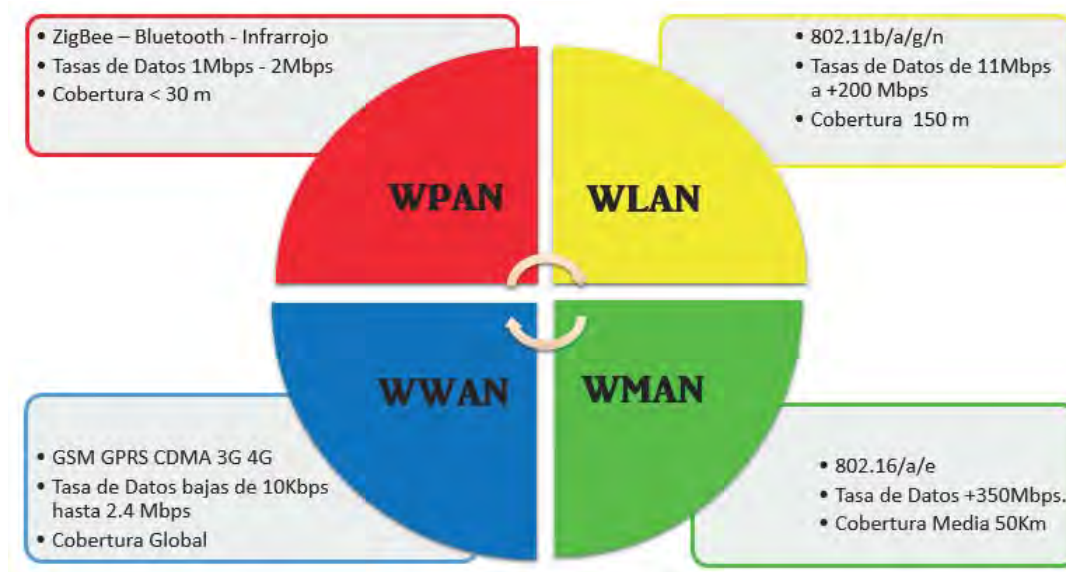 • ZigBee – Bluetooth - Infrarrojo
• Tasas de Datos 1Mbps - 2Mbps
• Cobertura < 30 m
• 802.11b/a/g/n
• Tasas de Datos de 11Mbps
a +200 Mbps
• Cobertura 150 m
WPAN
WLAN
WWAN
WMAN
• GSM GPRS CDMA 3G 4G
• Tasa de Datos bajas de 10Kbps
hasta 2.4 Mbps
• Cobertura Global
• 802.16/a/e
• Tasa de Datos +350Mbps.
• Cobertura Media 50Km